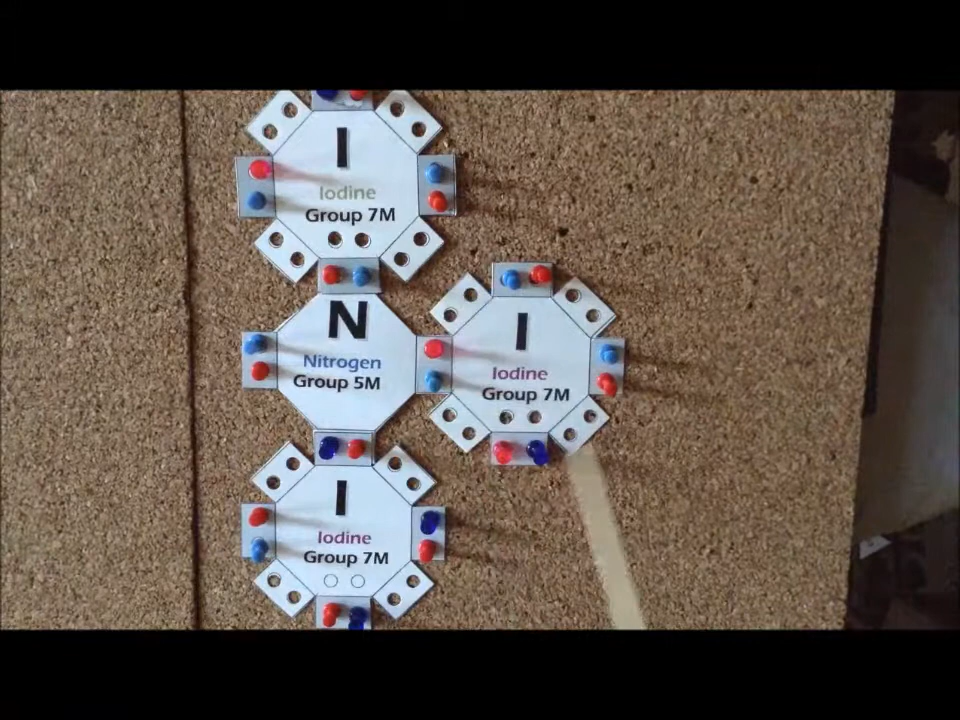 I
Iodine
Group 7M
N
Nitrogen
Group 5M
I
Iodine
Group 7M
I
Iodine
Group 7M